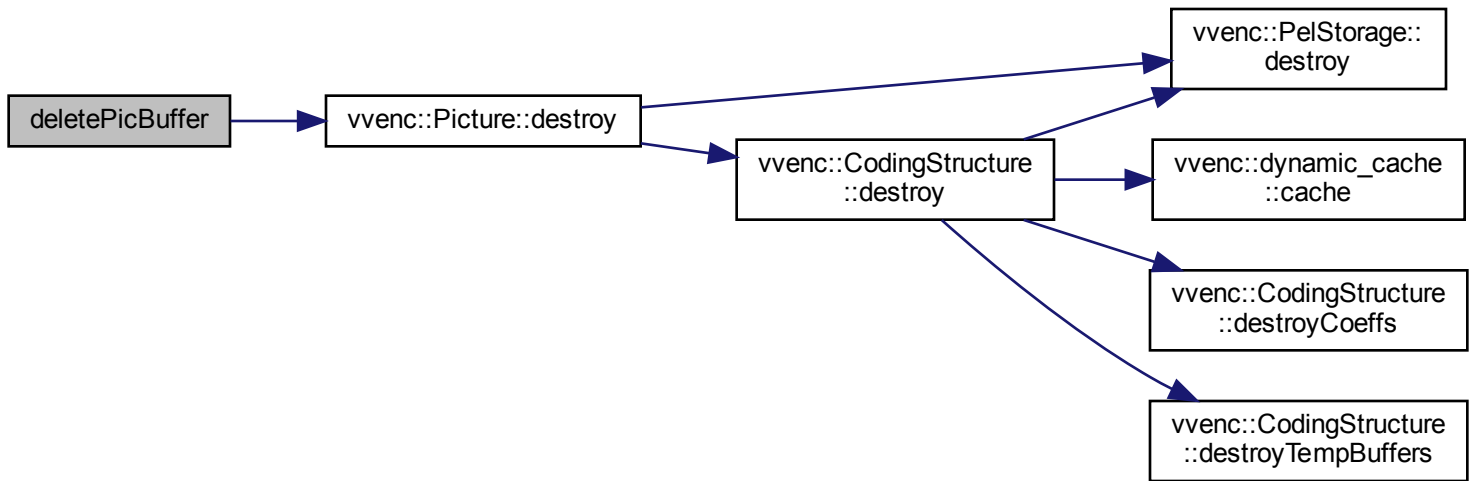 deletePicBuffer
vvenc::Picture::destroy
vvenc::PelStorage::
destroy
vvenc::CodingStructure
::destroy
vvenc::dynamic_cache
::cache
vvenc::CodingStructure
::destroyCoeffs
vvenc::CodingStructure
::destroyTempBuffers